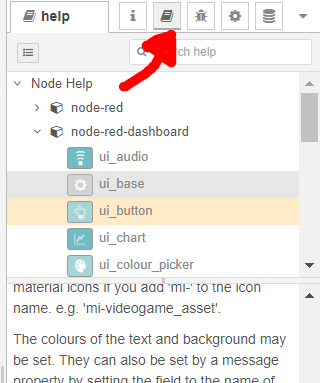 help
search help
Node Help
node-red
node-red-dashboard
ui_audio
ui_base
ui_button
ui_chart
ui_colour_picker
material icons if you add 'mi-' to the icon
name. e.g. 'mi-videogame_asset'.
The colours of the text and background may
be set. They can also be set by a message
property by setting the field to the name of